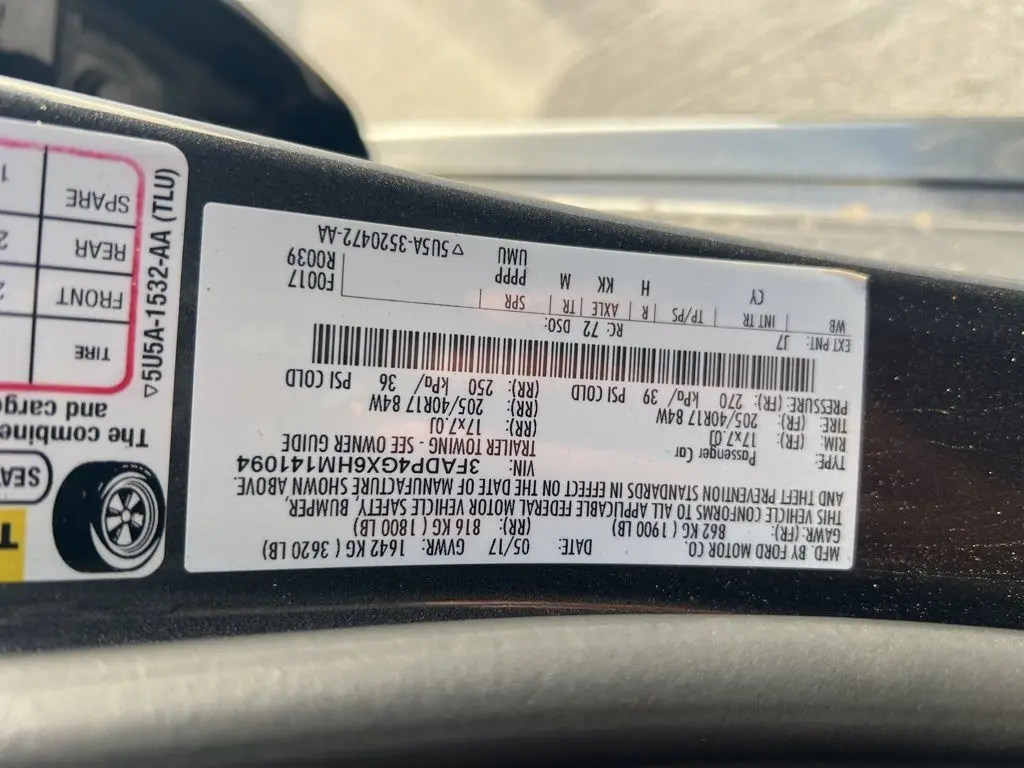 MFD. BY FORD MOTOR CO.
DATE: 05/17 GVWR: 1642 KG ( 3620 LB)
GAWR: (FR): 862 KG ( 1900 LB) (RR): 816 KG ( 1800 LB)
THIS VEHICLE CONFORMS TO ALL APPLICABLE FEDERAL MOTOR VEHICLE SAFETY, BUMPER,
AND THEFT PREVENTION STANDARDS IN EFFECT ON THE DATE OF MANUFACTURE SHOWN ABOVE.
VIN: 3FADPP4GX6HM141094
TYPE: Passenger Car TRAILER TOWING - SEE OWNER GUIDE
RIM: (FR): 17x7.0J (RR): 17x7.0J
TIRE: (FR): 205/40R17 84W (RR): 205/40R17 84W
PRESSURE: (FR): 270 kPa/ 39 PSI COLD (RR): 250 kPa/ 36 PSI COLD
EXT PNT: J7 RC: 72 DSO:
WB INT TR TP/PS R AXLE TR SPR F0017
CY H KK M PPPP R0039
UMU ▽5U5A-3520472-AA
SEA
The combine
and cargo
TIRE
FRONT 2
REAR 2
SPARE 1
▽5U5A-1532-AA (TLU)